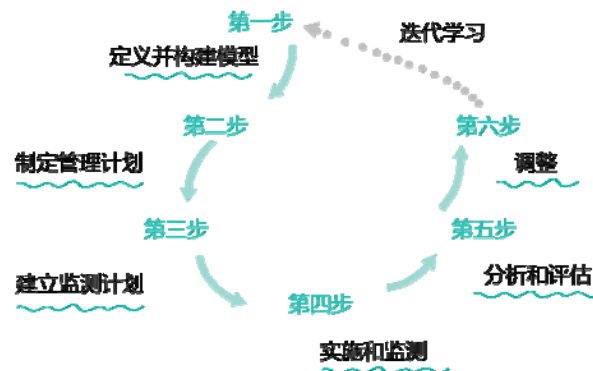 第一步
迭代学习
定义并构建模型
第二步
第六步
制定管理计划
调整
第三步
第五步
建立监测计划
分析和评估
第四步
实施和监测